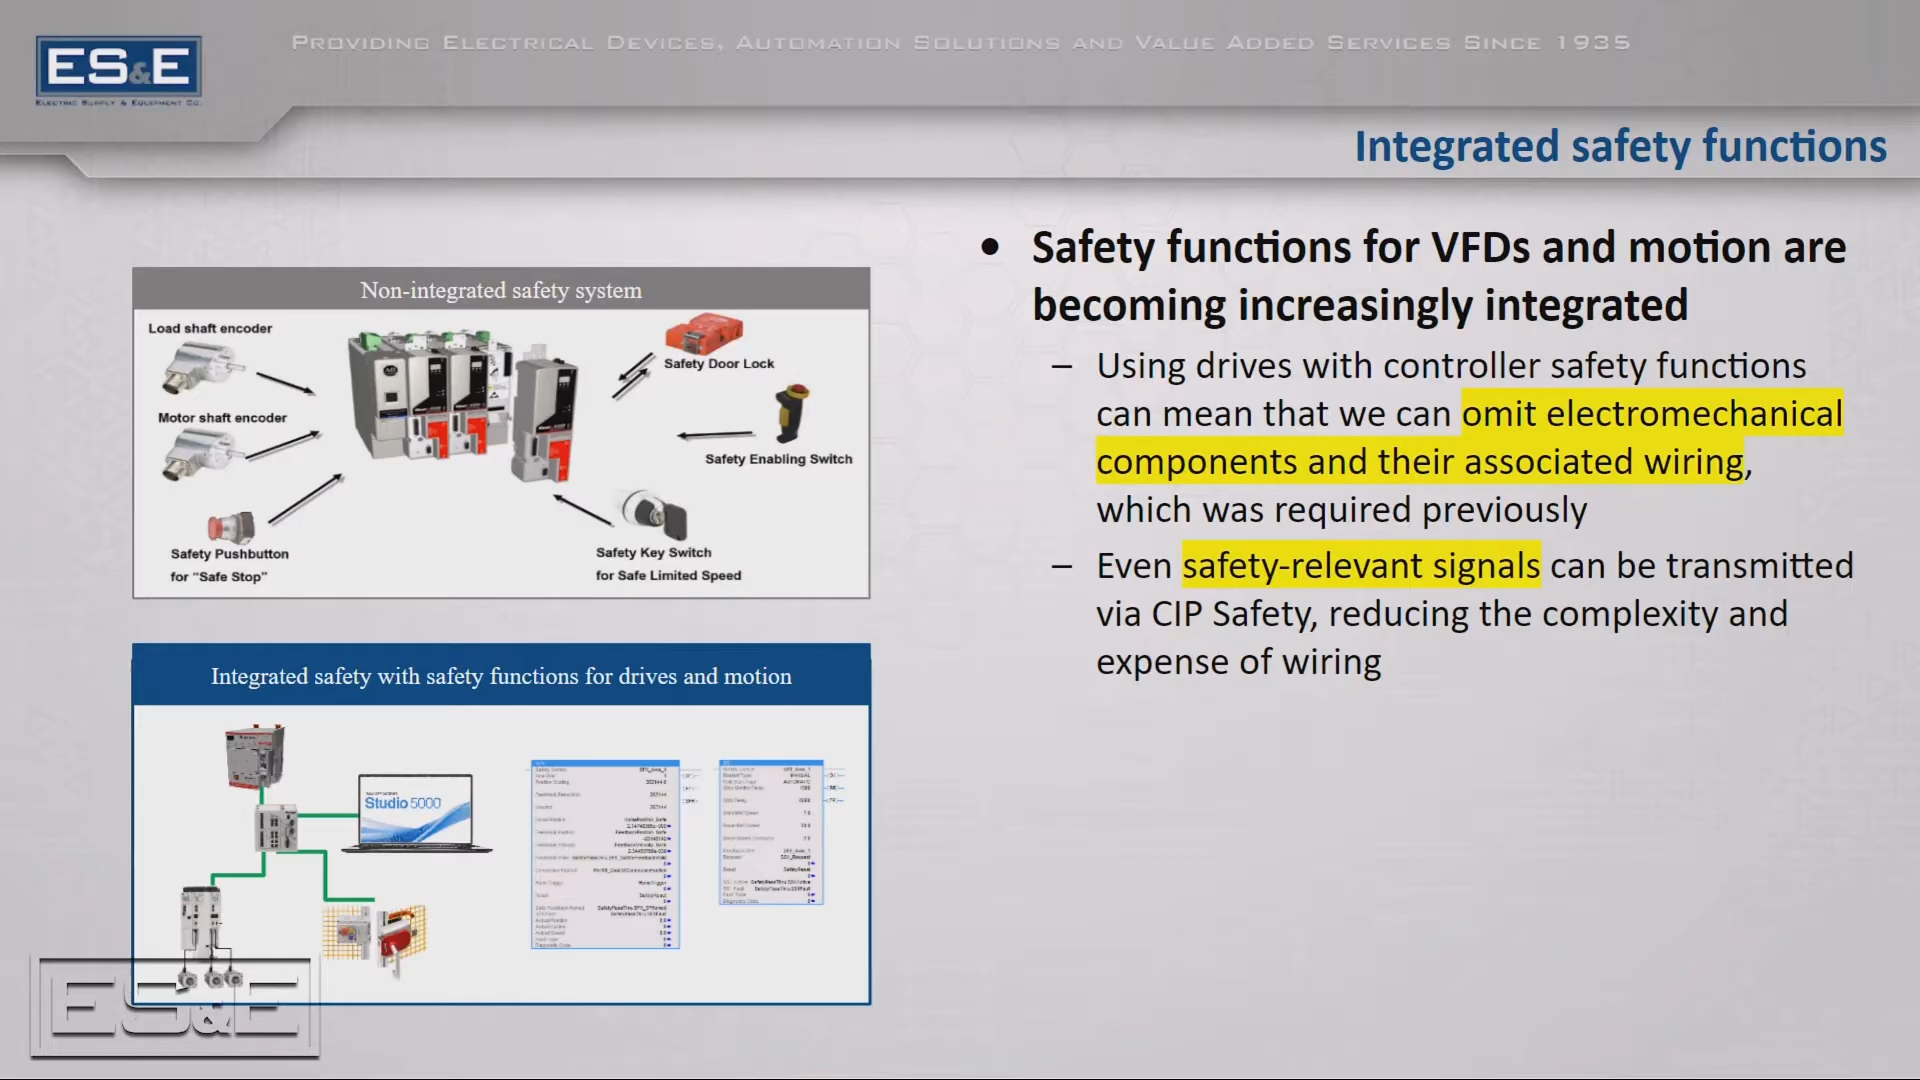 PROVIDING ELECTRICAL DEVICES, AUTOMATION SOLUTIONS AND VALUE ADDED SERVICES SINCE 1935
ES&E
ELECTRIC SUPPLY & EQUIPMENT CO.
Integrated safety functions
Non-integrated safety system
Load shaft encoder
Motor shaft encoder
Safety Pushbutton
for “Safe Stop”
Safety Door Lock
Safety Enabling Switch
Safety Key Switch
for Safe Limited Speed
Integrated safety with safety functions for drives and motion
Studio 5000
• Safety functions for VFDs and motion are
becoming increasingly integrated
– Using drives with controller safety functions
can mean that we can omit electromechanical
components and their associated wiring,
which was required previously
– Even safety-relevant signals can be transmitted
via CIP Safety, reducing the complexity and
expense of wiring
ES&E